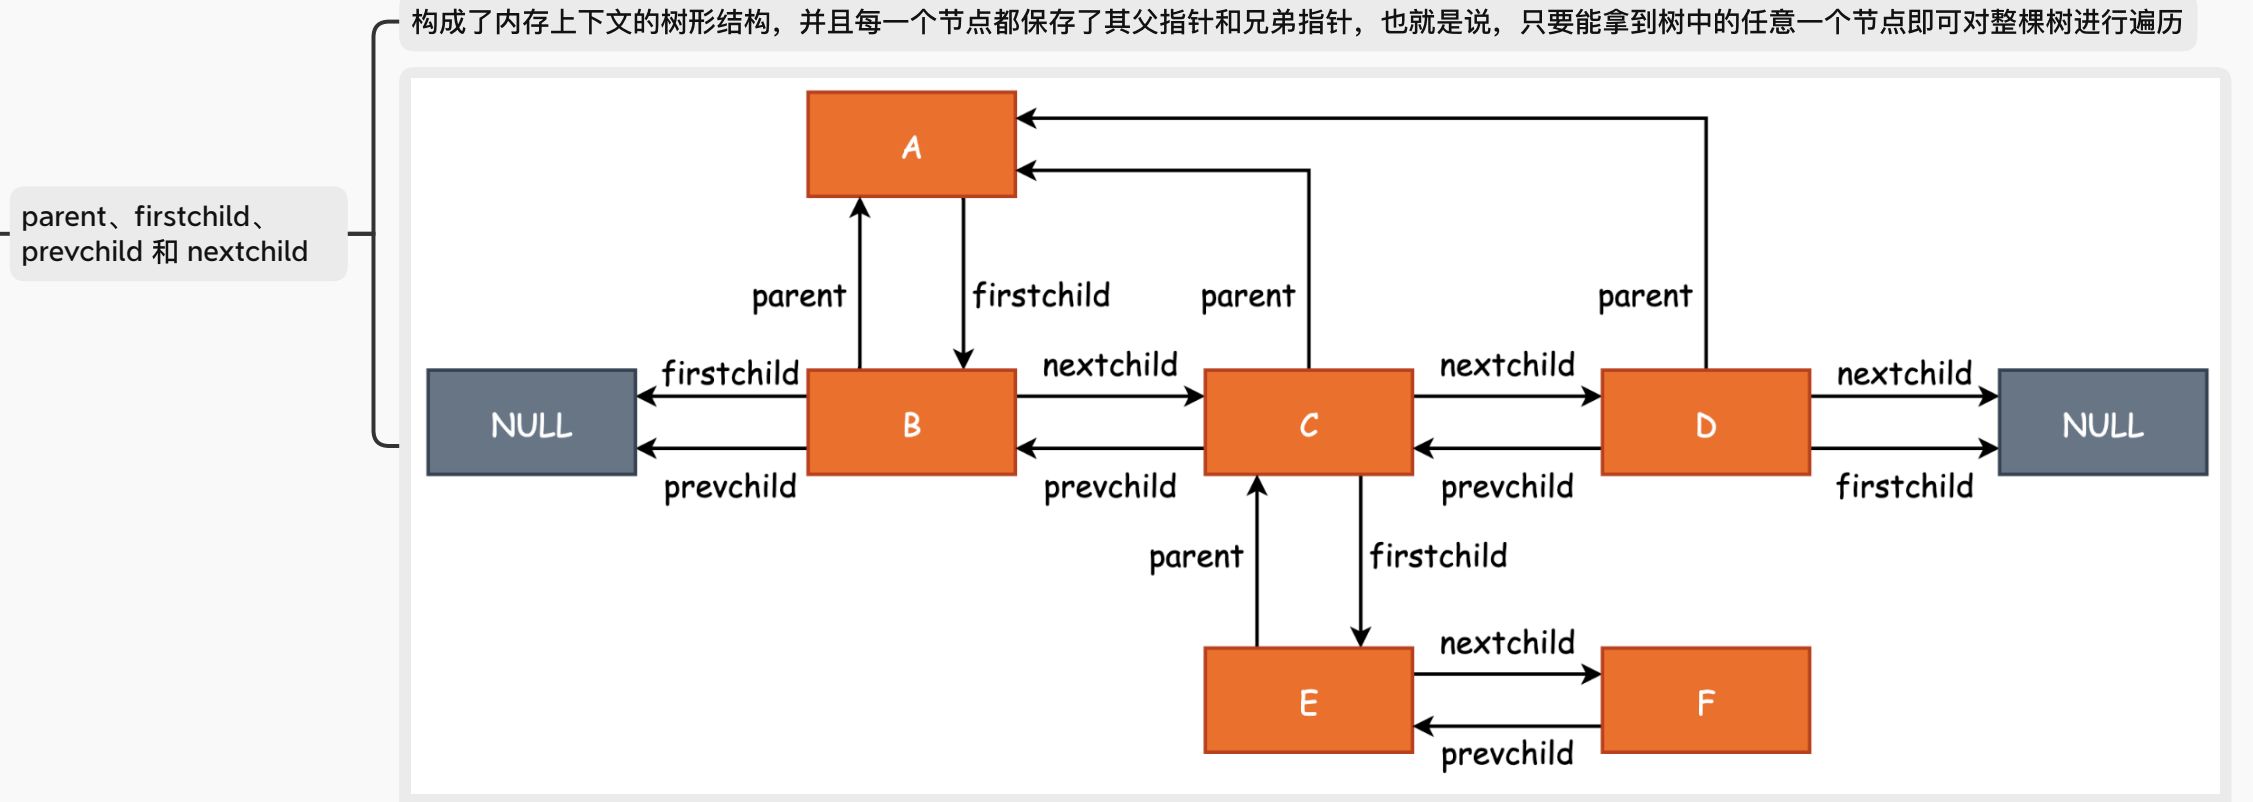 构成了内存上下文的树形结构，并且每一个节点都保存了其父指针和兄弟指针，也就是说，只要能拿到树中的任意一个节点即可对整棵树进行遍历
parent、firstchild、
prevchild 和 nextchild
A
parent
firstchild
parent
parent
firstchild
nextchild
nextchild
nextchild
NULL
B
C
D
NULL
prevchild
prevchild
prevchild
firstchild
parent
firstchild
nextchild
E
F
prevchild